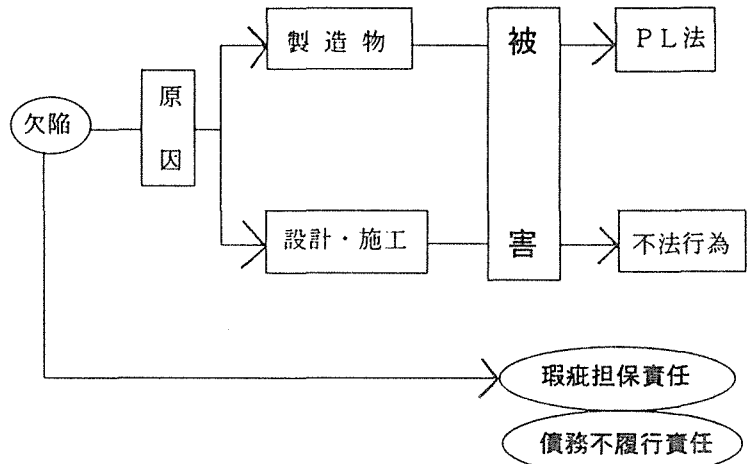 欠陥
原因
製造物
設計・施工
被害
ＰＬ法
不法行為
瑕疵担保責任
債務不履行責任